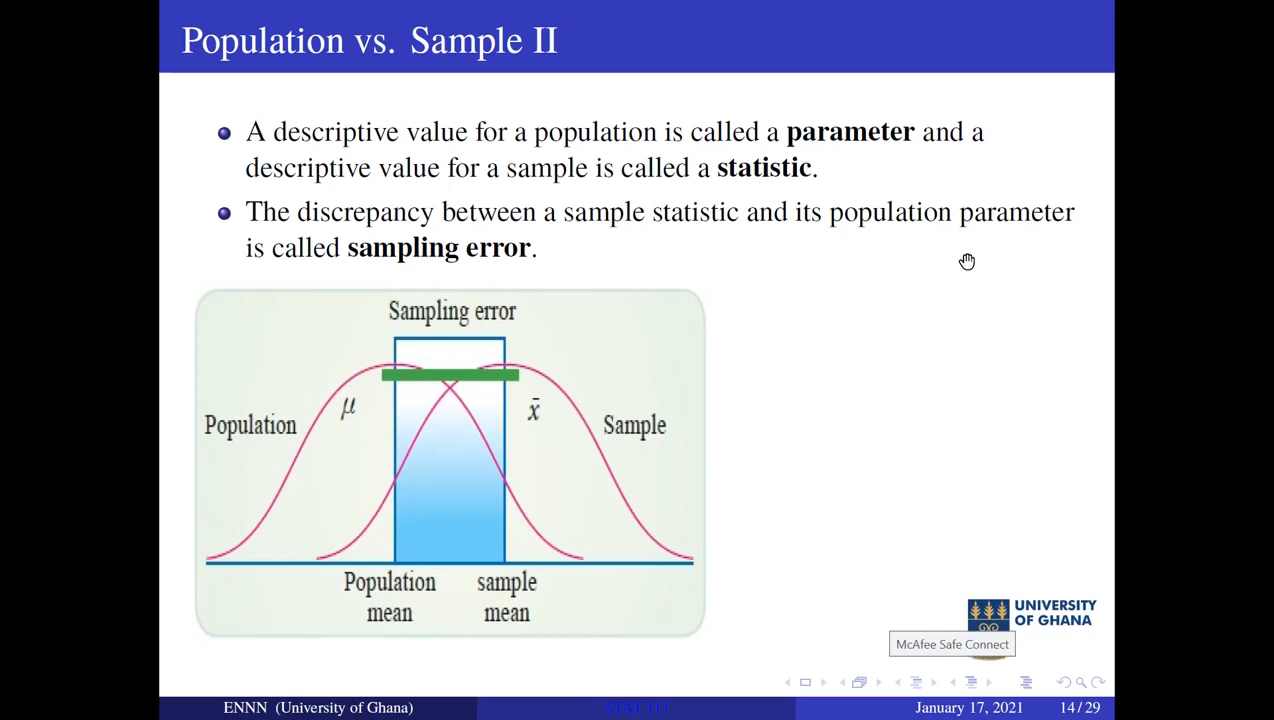 Population vs. Sample II
A descriptive value for a population is called a parameter and a
descriptive value for a sample is called a statistic.
The discrepancy between a sample statistic and its population parameter
is called sampling error.
Sampling error
Population
μ
x̄
Sample
Population
mean
sample
mean
UNIVERSITY
OF GHANA
McAfee Safe Connect
ENNN (University of Ghana)
STAT111
January 17, 2021
14/29